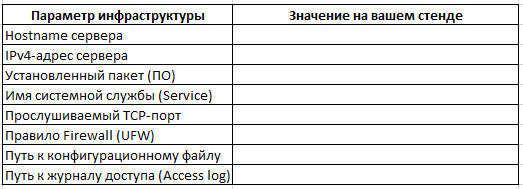 Параметр инфраструктуры Значение на вашем стенде
Hostname сервера
IPv4-адрес сервера
Установленный пакет (ПО)
Имя системной службы (Service)
Прослушиваемый TCP-порт
Правило Firewall (UFW)
Путь к конфигурационному файлу
Путь к журналу доступа (Access log)